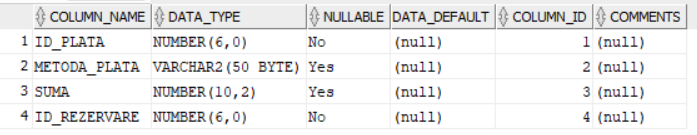 COLUMN_NAME DATA_TYPE NULLABLE DATA_DEFAULT COLUMN_ID COMMENTS
1 ID_PLATA NUMBER(6,0) No (null) 1 (null)
2 METODA_PLATA VARCHAR2(50 BYTE) Yes (null) 2 (null)
3 SUMA NUMBER(10,2) Yes (null) 3 (null)
4 ID_REZERVARE NUMBER(6,0) No (null) 4 (null)